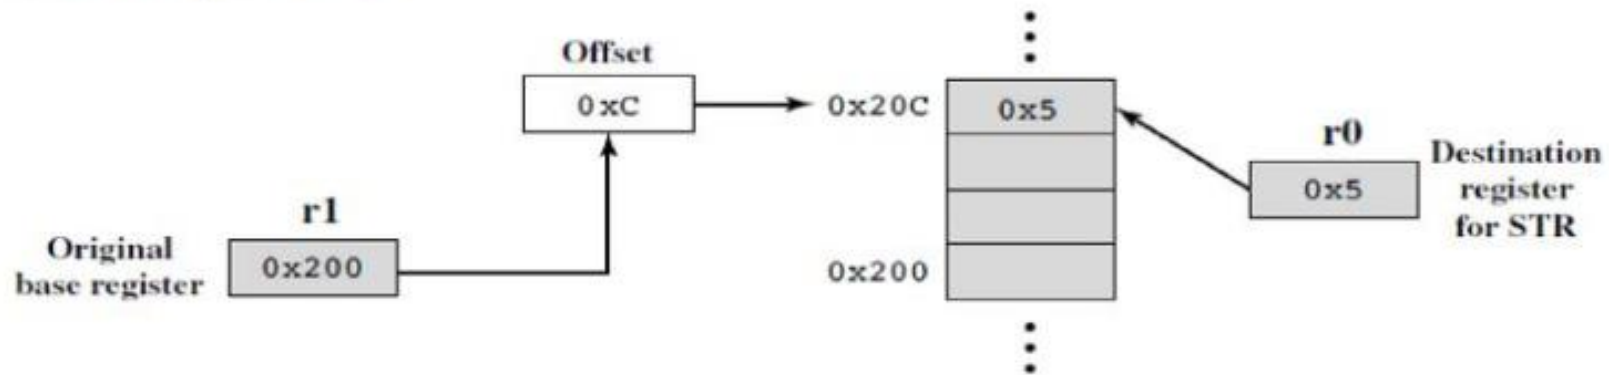 Offset
0xC
0x20C
0x5
r0
0x5
Destination
register
for STR
r1
Original
base register
0x200
0x200